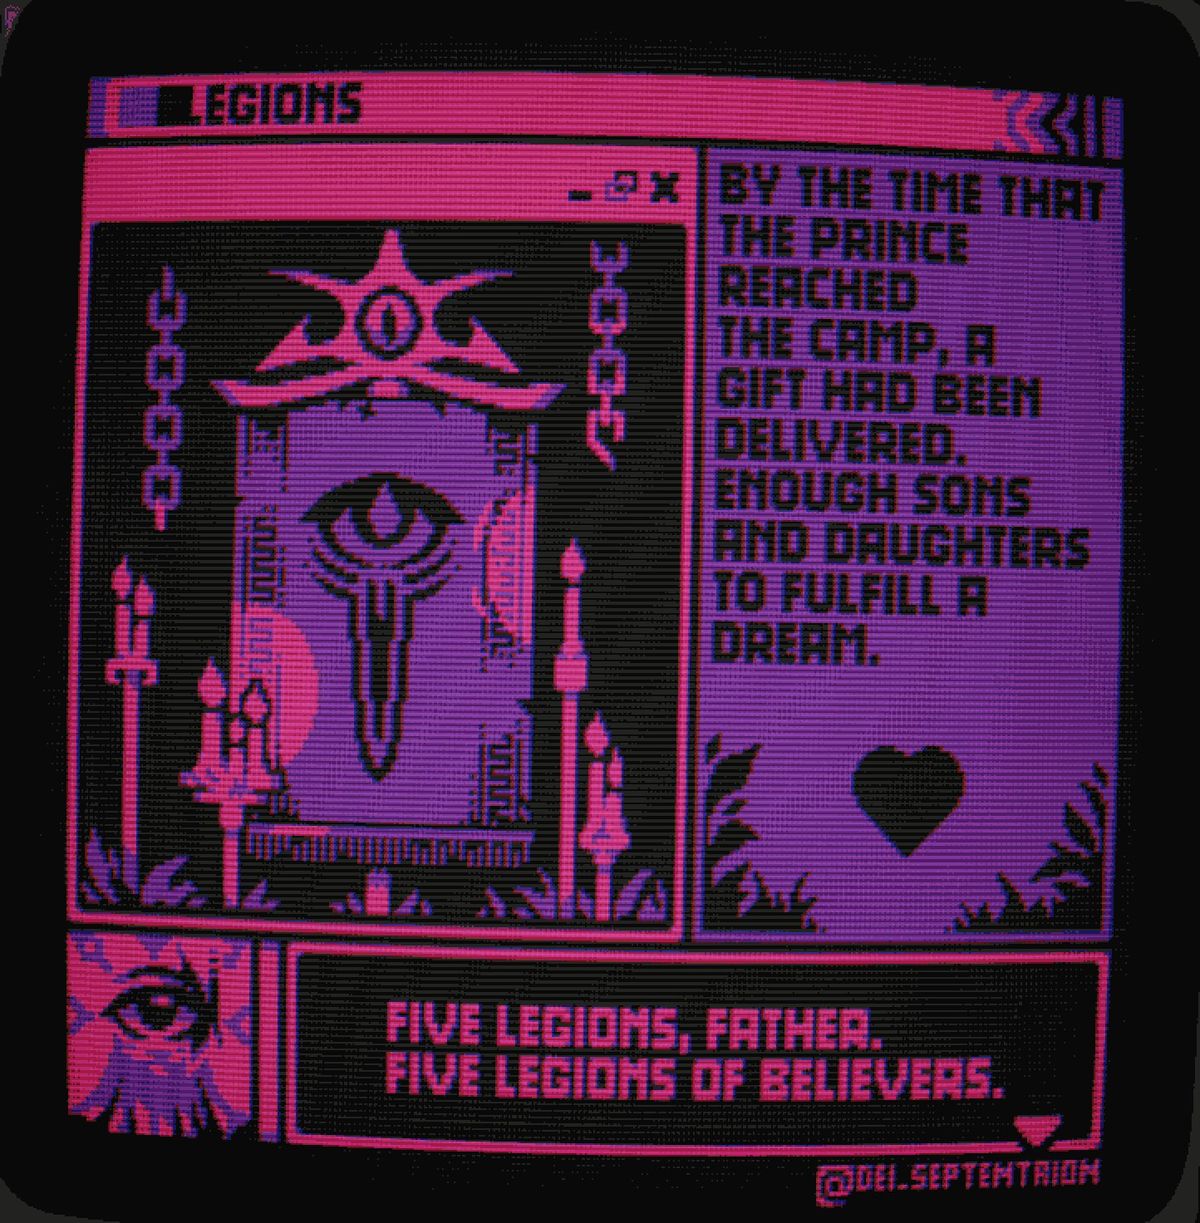 LEGIONS
BY THE TIME THAT
THE PRINCE
REACHED
THE CAMP, A
GIFT HAD BEEN
DELIVERED.
ENOUGH SONS
AND DAUGHTERS
TO FULFILL A
DREAM.
FIVE LEGIONS, FATHER.
FIVE LEGIONS OF BELIEVERS.
@DEI_SEPTEMTRION